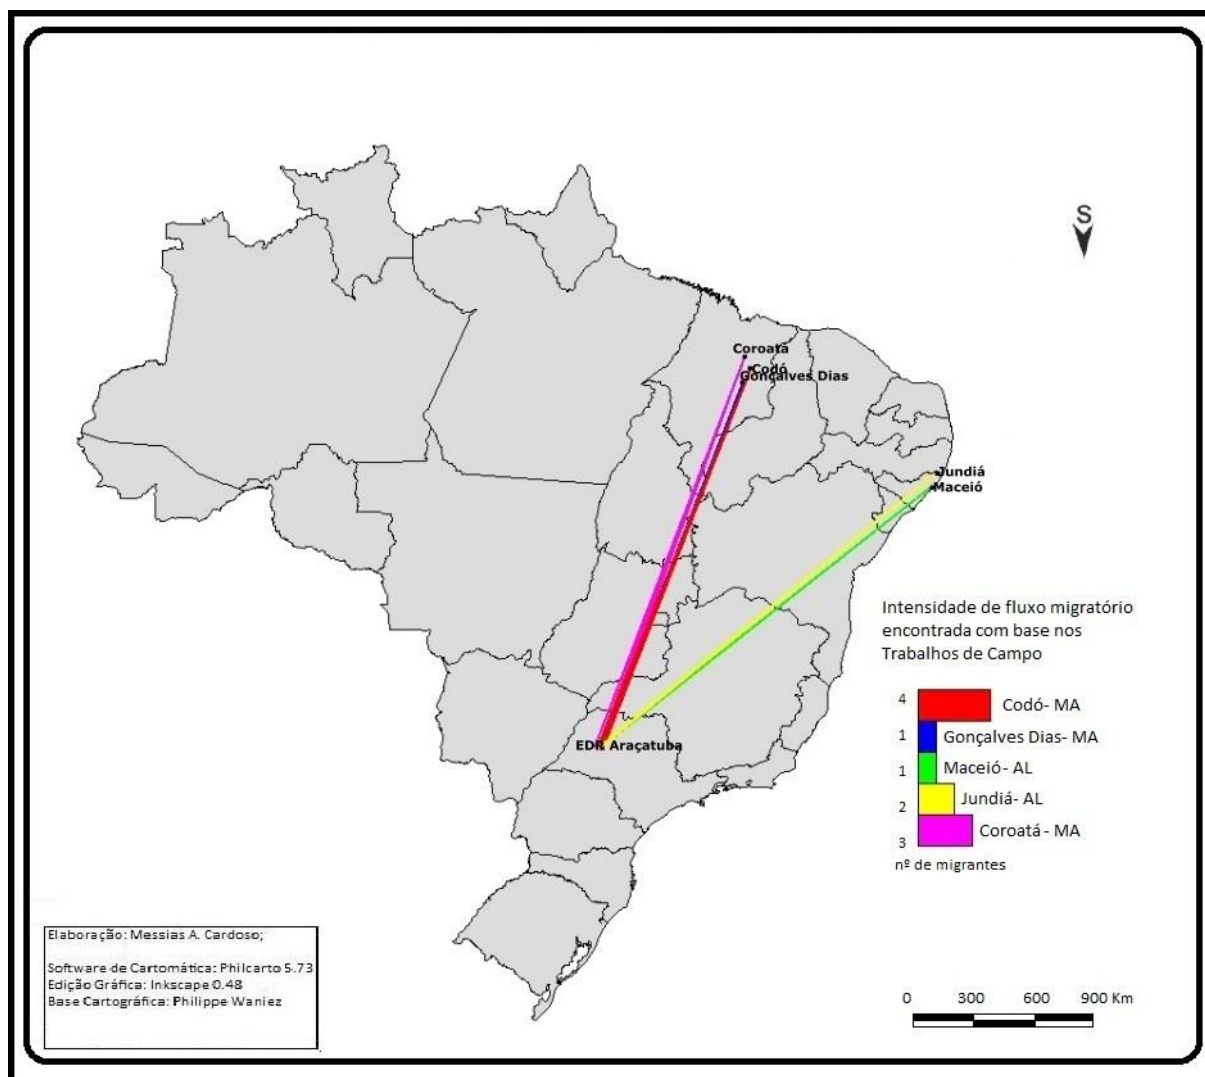 S
Coroatá
Codó
Gonçalves Dias
Jundiá
Maceió
Intensidade de fluxo migratório
encontrada com base nos
Trabalhos de Campo
4 Codó- MA
1 Gonçalves Dias- MA
1 Maceió- AL
2 Jundiá- AL
3 Coroatá - MA
nº de migrantes
EDR Araçatuba
Elaboração: Messias A. Cardoso;
Software de Cartomática: Philcarto 5.73
Edição Gráfica: Inkscape 0.48
Base Cartográfica: Philippe Waniez
0 300 600 900 Km